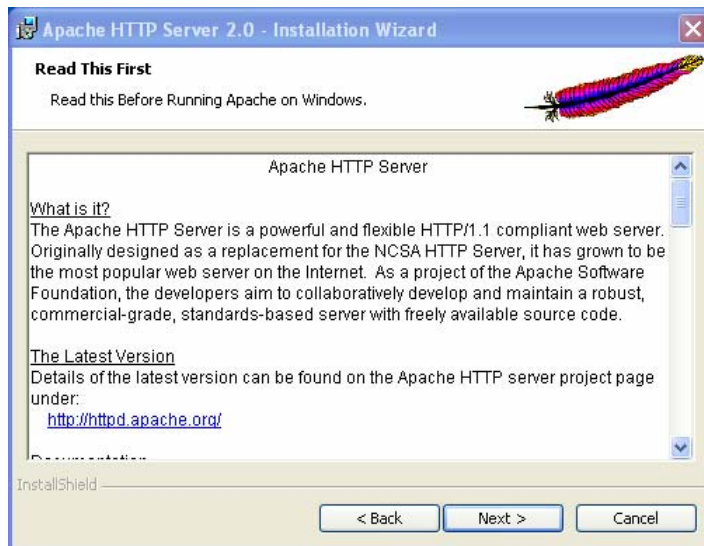 Apache HTTP Server 2.0 - Installation Wizard
Read This First
Read this Before Running Apache on Windows.
Apache HTTP Server
What is it?
The Apache HTTP Server is a powerful and flexible HTTP/1.1 compliant web server.
Originally designed as a replacement for the NCSA HTTP Server, it has grown to be
the most popular web server on the Internet. As a project of the Apache Software
Foundation, the developers aim to collaboratively develop and maintain a robust,
commercial-grade, standards-based server with freely available source code.
The Latest Version
Details of the latest version can be found on the Apache HTTP server project page
under:
http://httpd.apache.org/
Documentation
InstallShield
< Back
Next >
Cancel